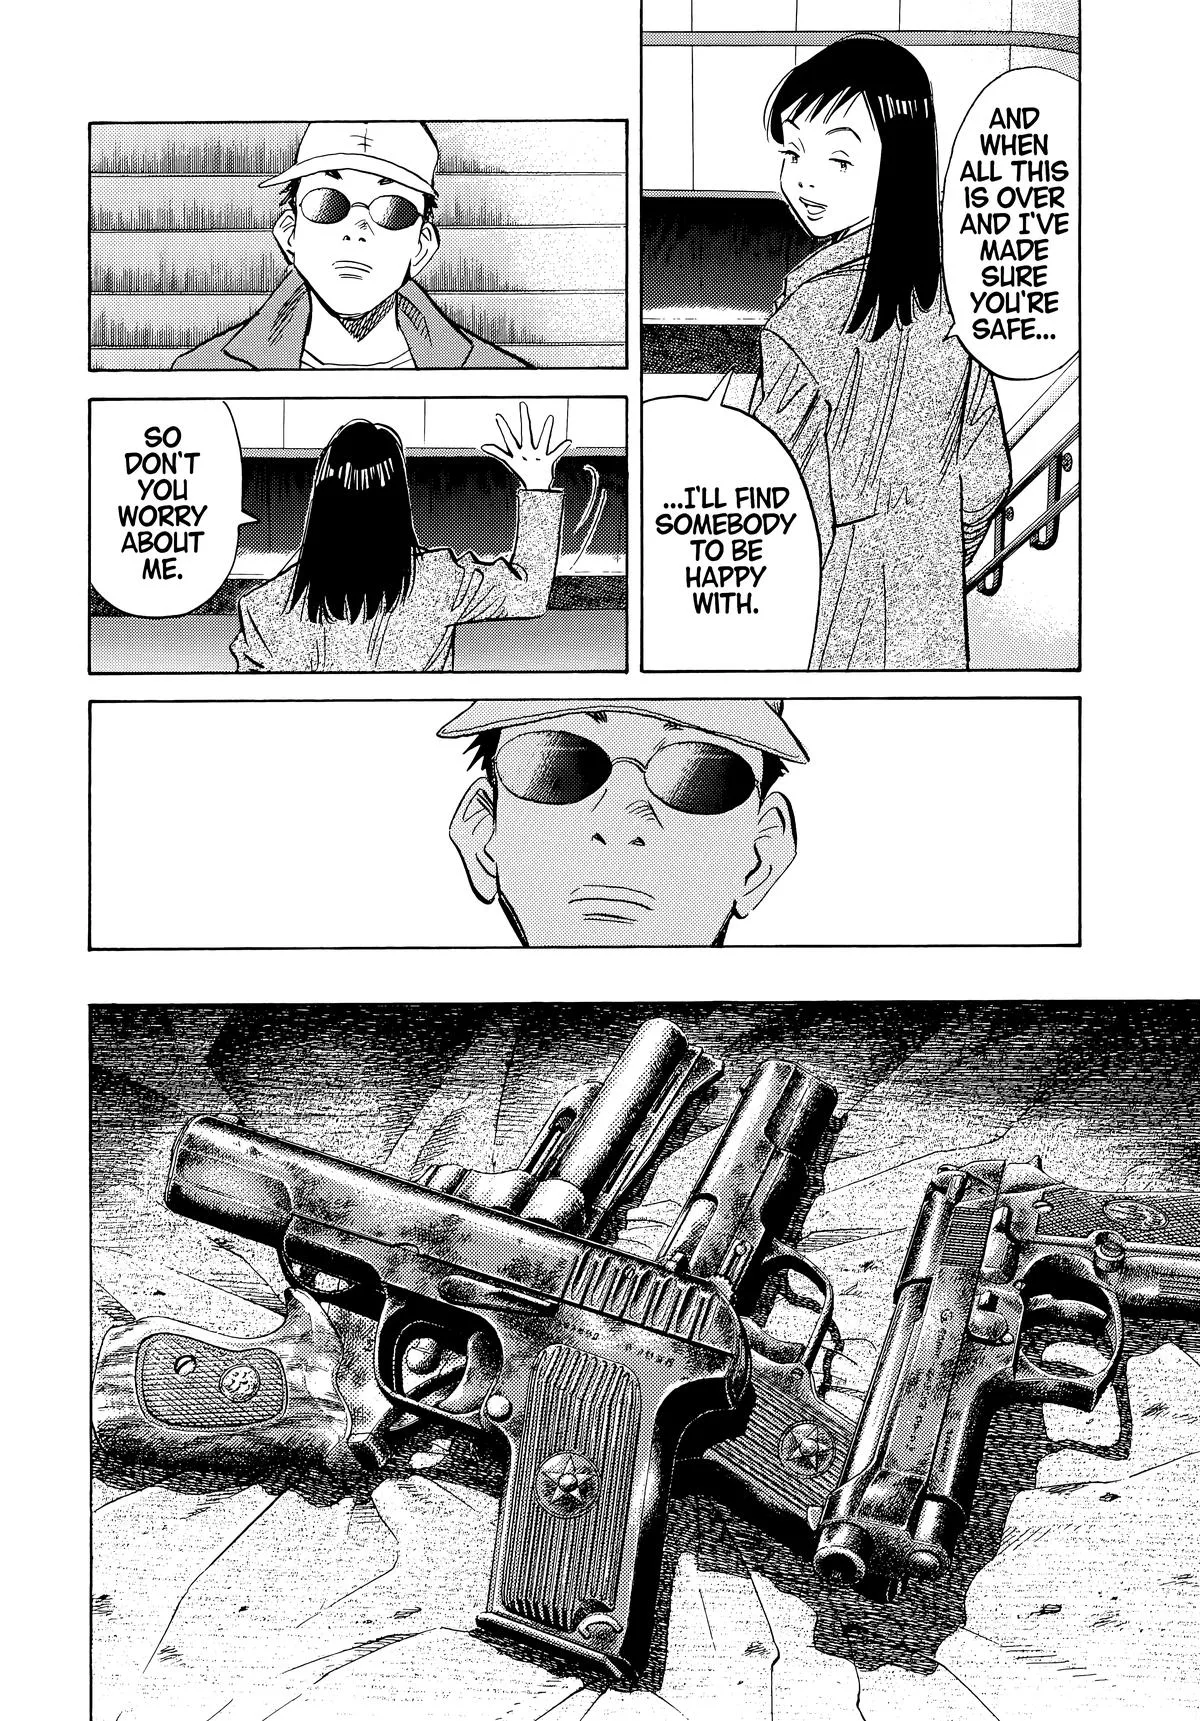 AND
WHEN
ALL THIS
IS OVER
AND I'VE
MADE
SURE
YOU'RE
SAFE...
...I'LL FIND
SOMEBODY
TO BE
HAPPY
WITH.
SO
DON'T
YOU
WORRY
ABOUT
ME.